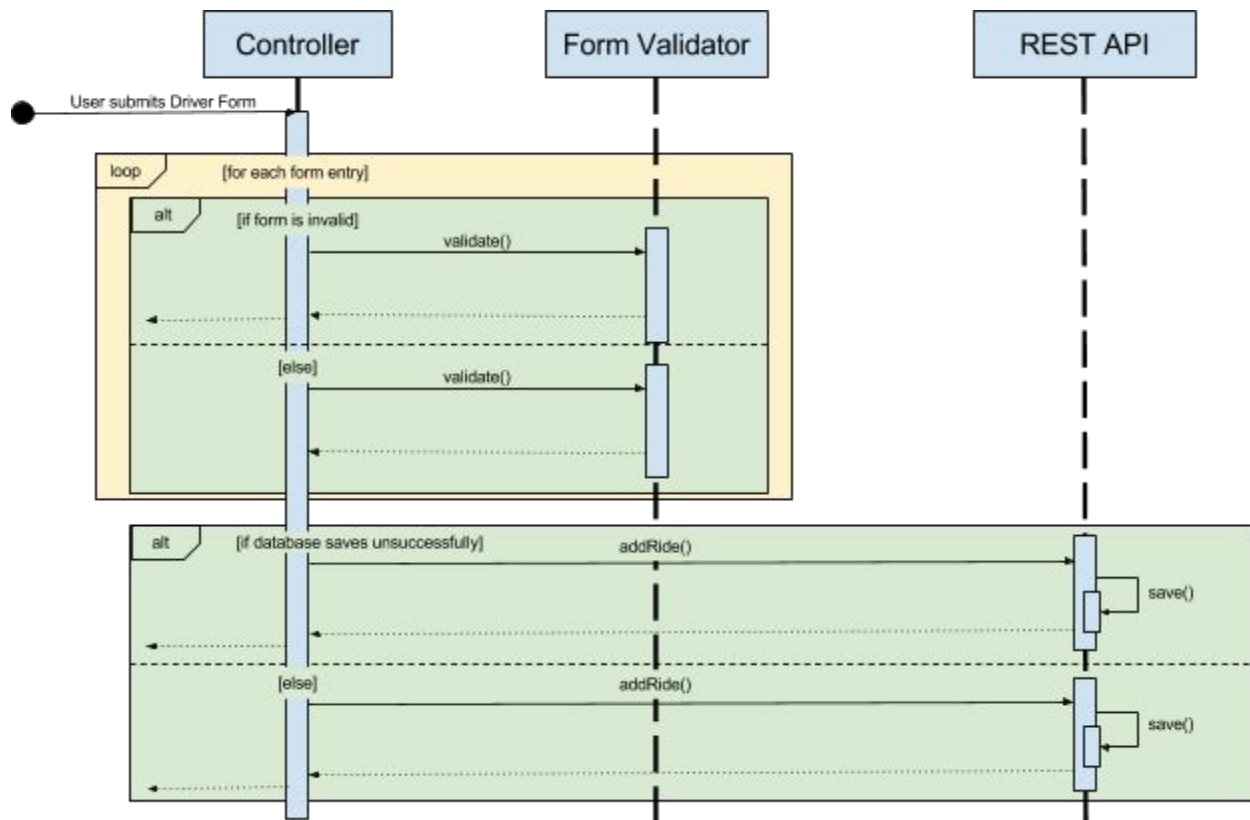 Controller
Form Validator
REST API
User submits Driver Form
loop
[for each form entry]
alt
[if form is invalid]
validate()
[else]
validate()
alt
[if database saves unsuccessfully]
addRide()
save()
[else]
addRide()
save()